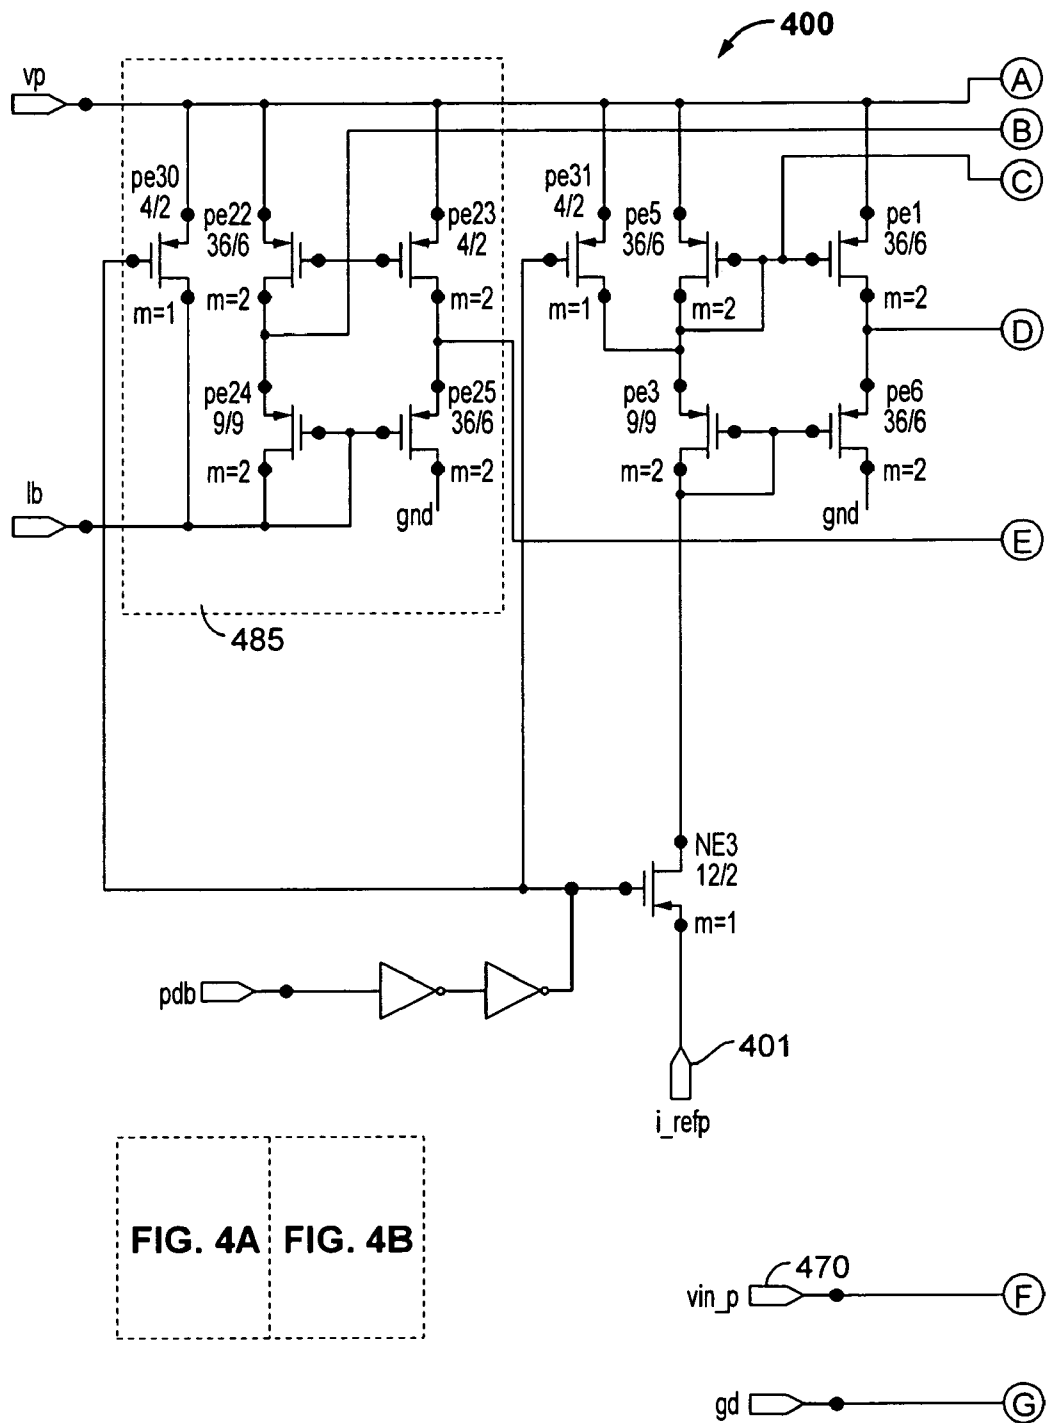 400
vp
A
B
C
pe30
4/2
m=1
pe22
36/6
m=2
pe23
4/2
m=2
pe31
4/2
m=1
pe5
36/6
m=2
pe1
36/6
m=2
D
pe24
9/9
m=2
pe25
36/6
m=2
gnd
pe3
9/9
m=2
pe6
36/6
m=2
gnd
Ib
E
485
NE3
12/2
m=1
pdb
401
i_refp
FIG. 4A FIG. 4B
470
vin_p
F
gd
G